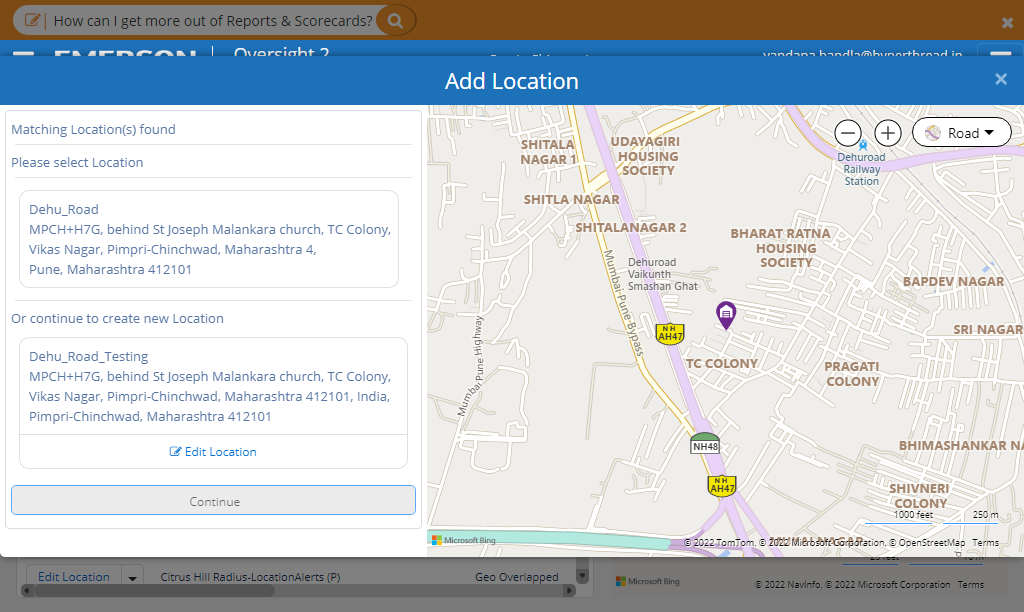 How can I get more out of Reports & Scorecards?
EMERSON
Oversight 2
vandana.bandla@hyperthread.in
Add Location
Matching Location(s) found
Please select Location
Dehu_Road
MPCH+H7G, behind St Joseph Malankara church, TC Colony,
Vikas Nagar, Pimpri-Chinchwad, Maharashtra 4,
Pune, Maharashtra 412101
Or continue to create new Location
Dehu_Road_Testing
MPCH+H7G, behind St Joseph Malankara church, TC Colony,
Vikas Nagar, Pimpri-Chinchwad, Maharashtra 412101, India,
Pimpri-Chinchwad, Maharashtra 412101
Edit Location
Continue
Road
SHITALA
NAGAR 1
UDAYAGIRI
HOUSING
SOCIETY
Dehuroad
Railway
Station
SHITLA NAGAR
SHITALANAGAR 2
BHARAT RATNA
HOUSING
SOCIETY
Dehuroad
Vaikunth
Smashan Ghat
BAPDEV NAGAR
Mumbai-Pune Bypass
Mumbai-Pune Highway
NH
AH47
SRI NAGAR
TC COLONY
PRAGATI
COLONY
NH48
BHIMASHANKAR NA
NH
AH47
SHIVNERI
COLONY
1000 feet
250 m
Microsoft Bing
© 2022 TomTom, © 2022 Microsoft Corporation, © OpenStreetMap Terms
Edit Location
Citrus Hill Radius-LocationAlerts (P)
Geo Overlapped
Microsoft Bing
© 2022 NavInfo, © 2022 Microsoft Corporation Terms